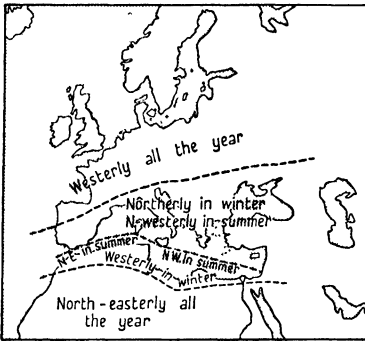 Westerly all the year
Northerly in winter
N-westerly in summer
N-E-in summer
N.W. in summer
Westerly-in winter
North-easterly all
the year